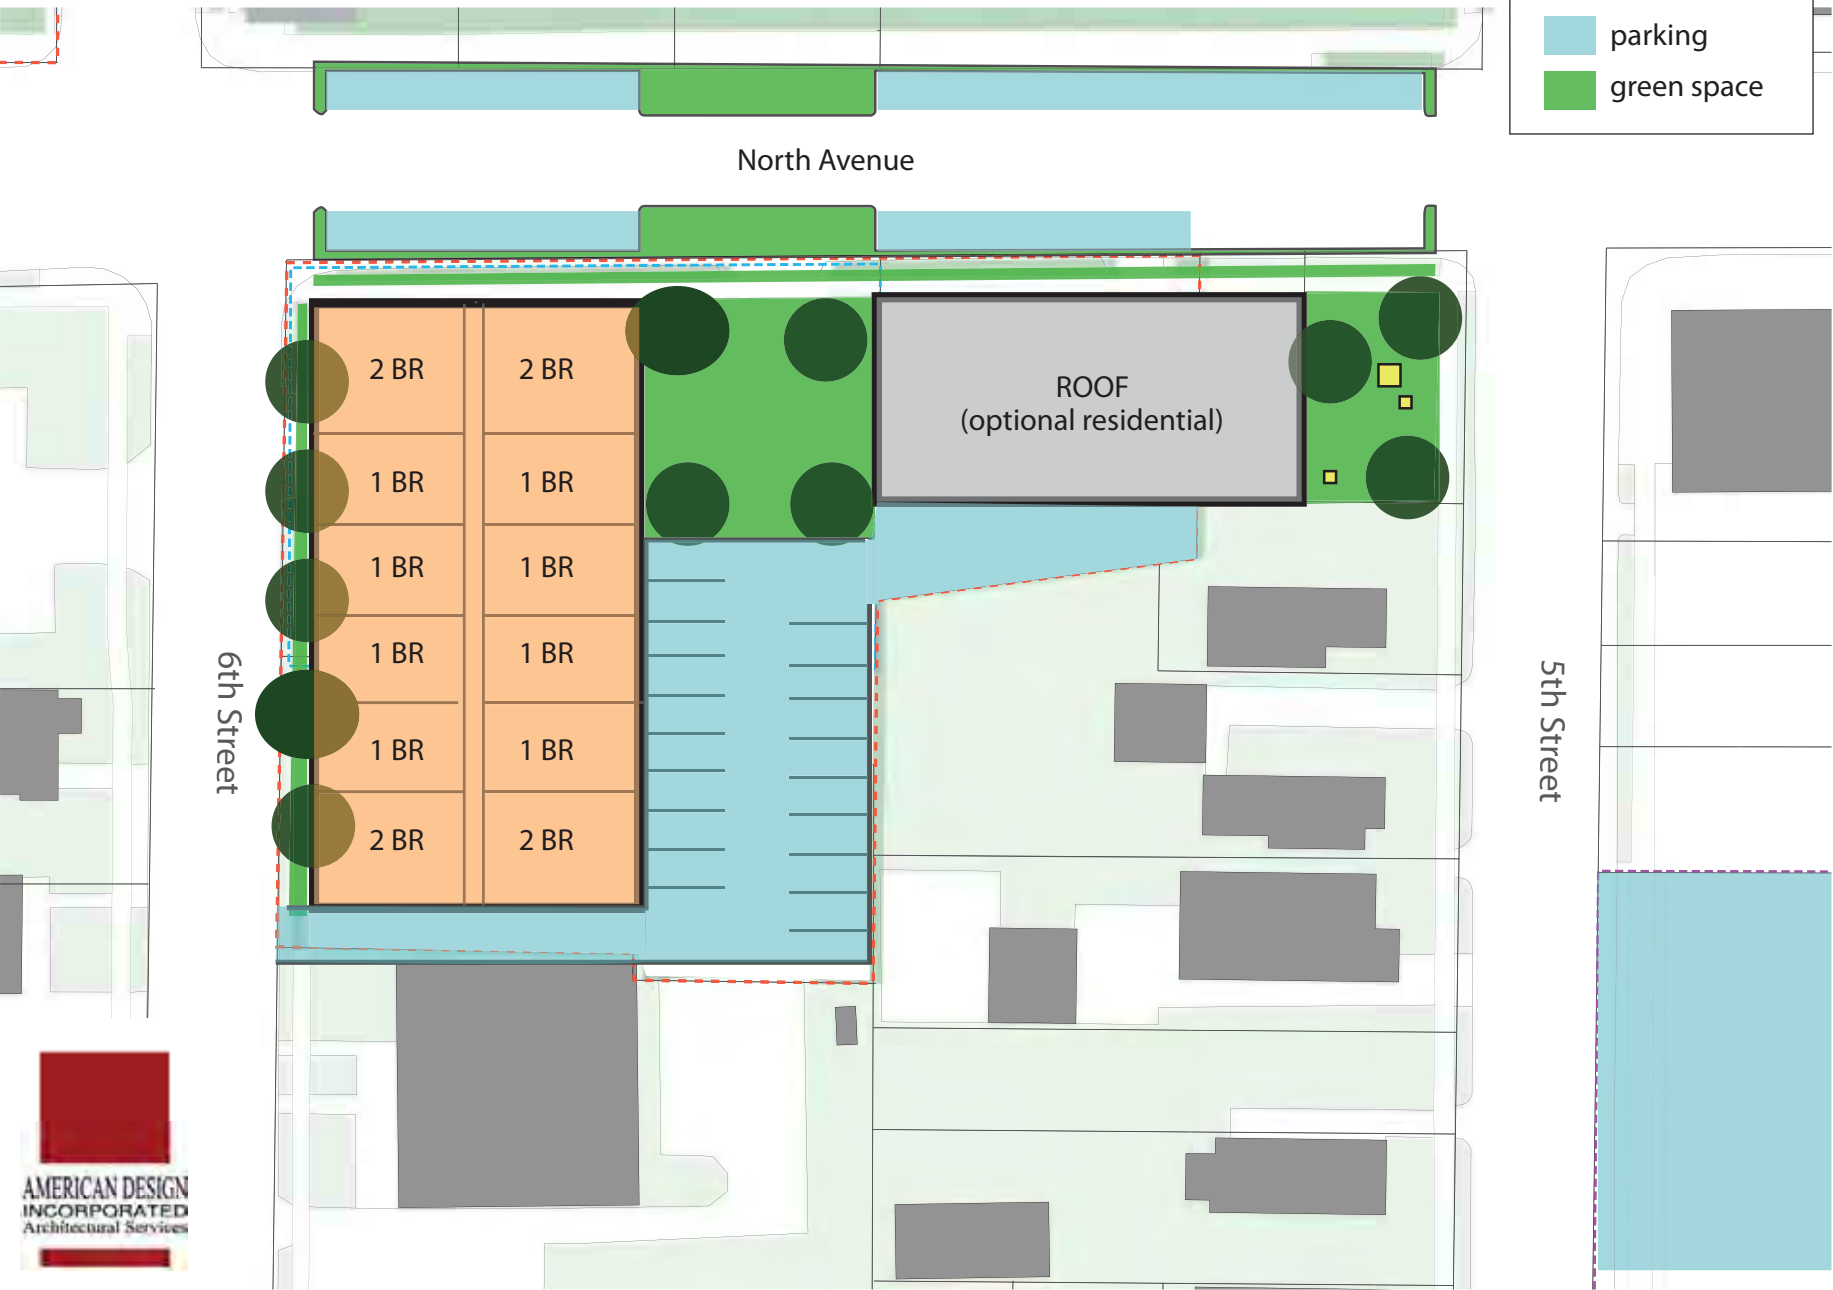 parking
green space
North Avenue
2 BR
2 BR
ROOF
(optional residential)
1 BR
1 BR
1 BR
1 BR
1 BR
1 BR
1 BR
1 BR
2 BR
2 BR
6th Street
5th Street
AMERICAN DESIGN
INCORPORATED
Architectural Services